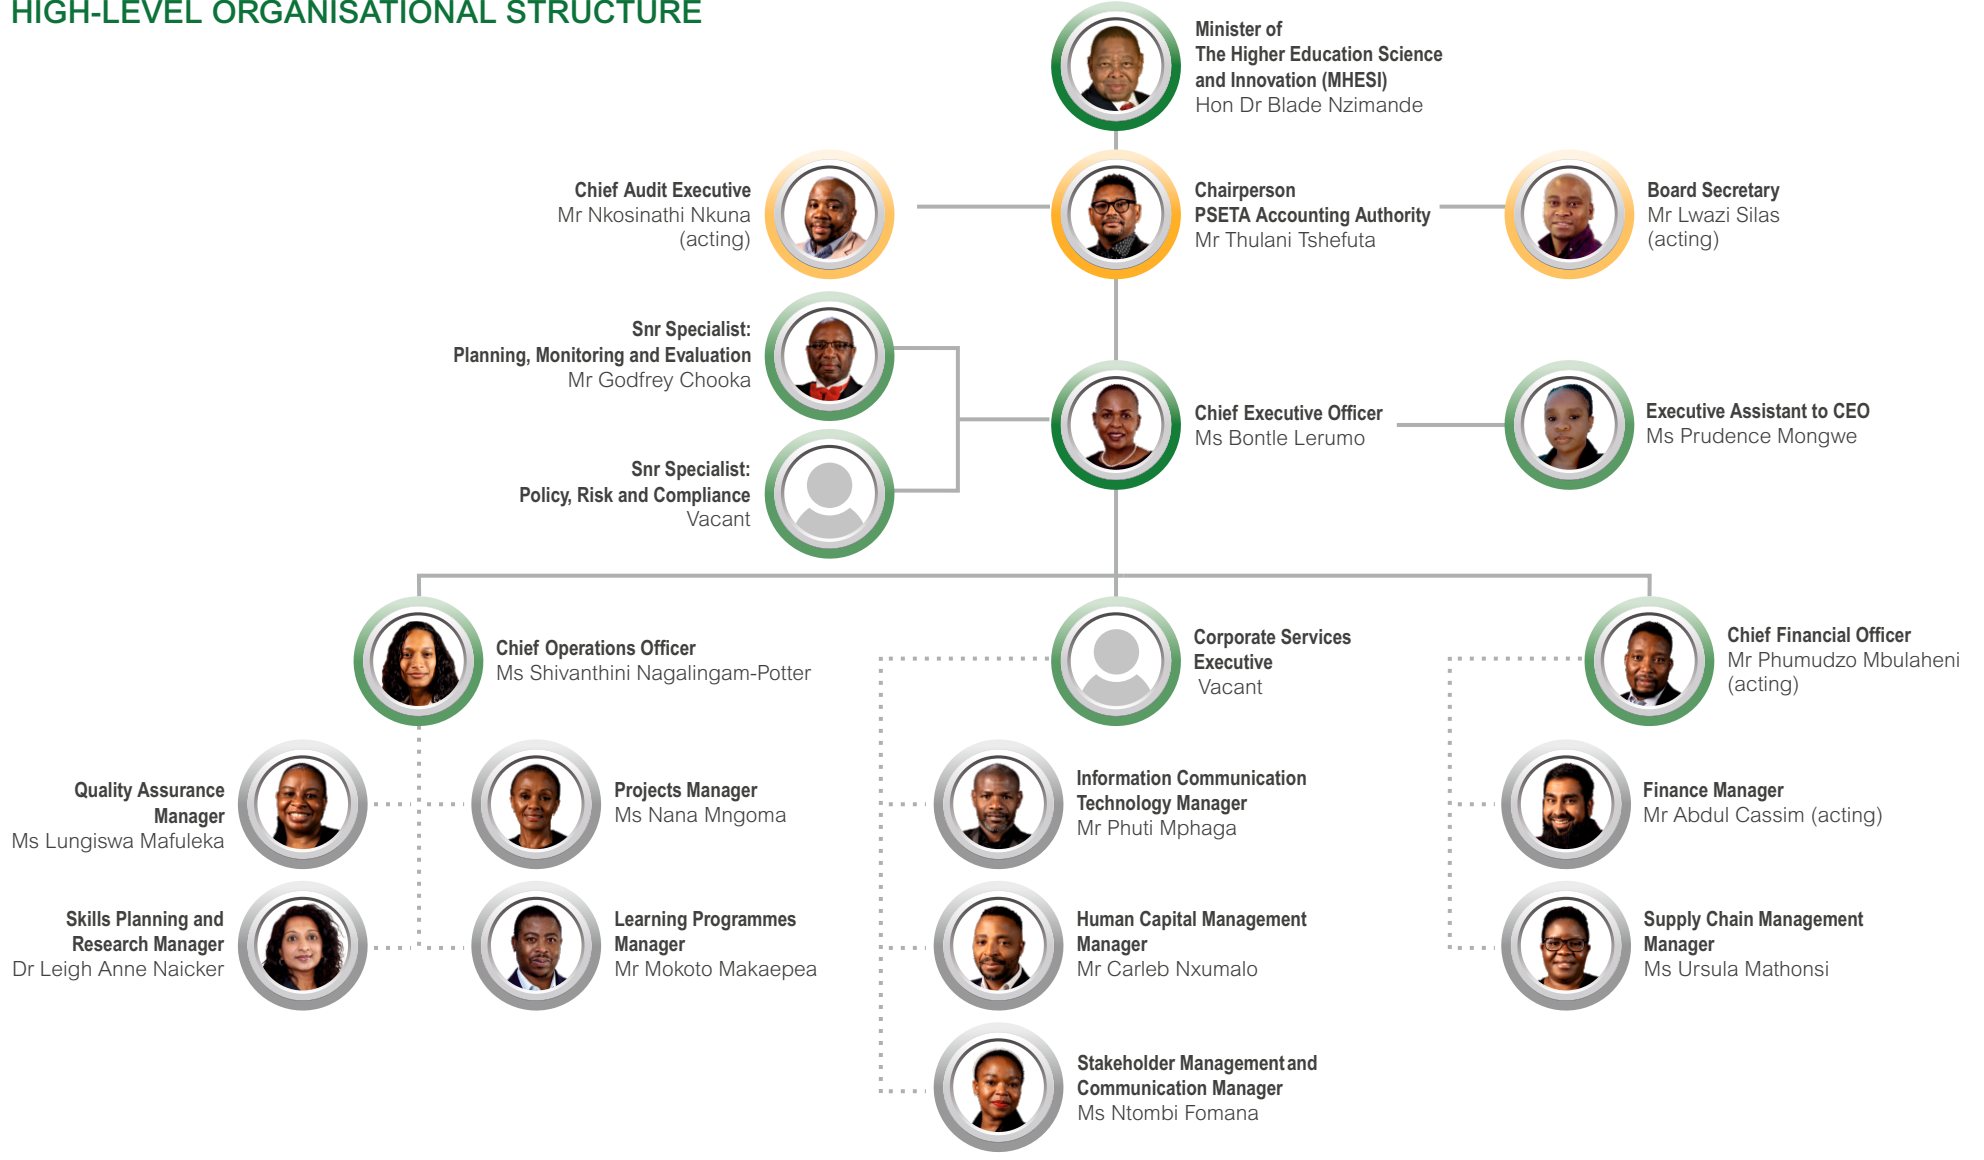 HIGH-LEVEL ORGANISATIONAL STRUCTURE
Minister of
The Higher Education Science
and Innovation (MHESI)
Hon Dr Blade Nzimande
Chief Audit Executive
Mr Nkosinathi Nkuna
(acting)
Chairperson
PSETA Accounting Authority
Mr Thulani Tshefuta
Board Secretary
Mr Lwazi Silas
(acting)
Snr Specialist:
Planning, Monitoring and Evaluation
Mr Godfrey Chooka
Snr Specialist:
Policy, Risk and Compliance
Vacant
Chief Executive Officer
Ms Bontle Lerumo
Executive Assistant to CEO
Ms Prudence Mongwe
Chief Operations Officer
Ms Shivanthini Nagalingam-Potter
Corporate Services
Executive
Vacant
Chief Financial Officer
Mr Phumudzo Mbulaheni
(acting)
Quality Assurance
Manager
Ms Lungiswa Mafuleka
Projects Manager
Ms Nana Mngoma
Information Communication
Technology Manager
Mr Phuti Mphaga
Finance Manager
Mr Abdul Cassim (acting)
Skills Planning and
Research Manager
Dr Leigh Anne Naicker
Learning Programmes
Manager
Mr Mokoto Makaepea
Human Capital Management
Manager
Mr Carleb Nxumalo
Supply Chain Management
Manager
Ms Ursula Mathonsi
Stakeholder Management and
Communication Manager
Ms Ntombi Fomana